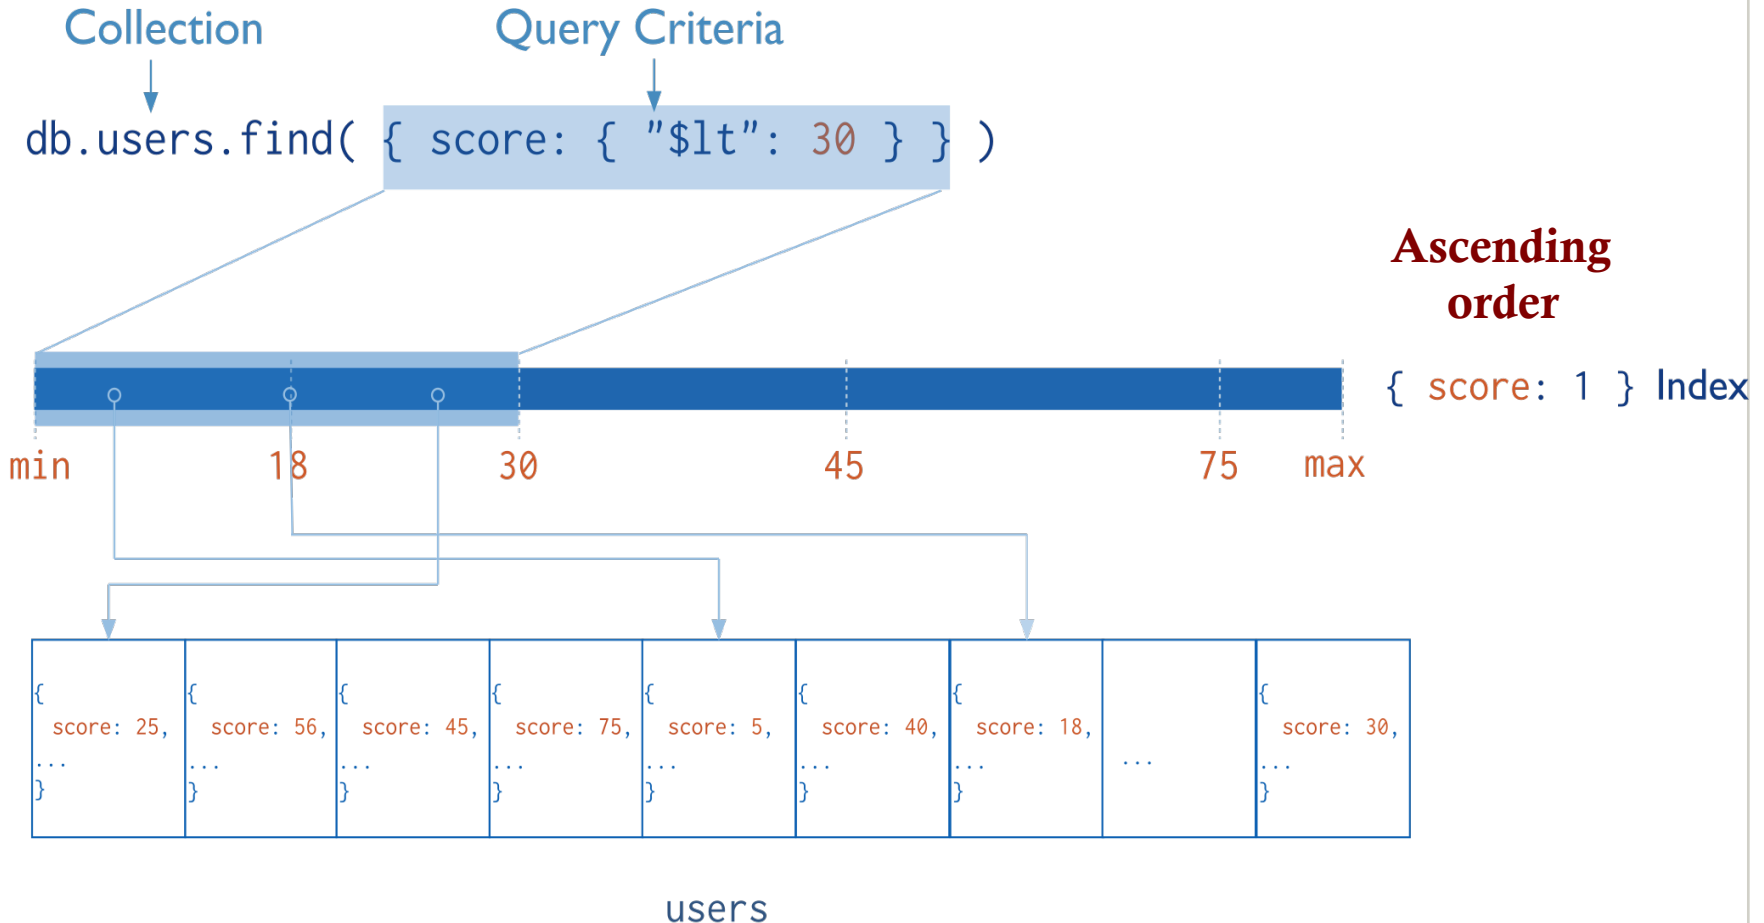 Collection
Query Criteria
db.users.find( { score: { "$lt": 30 } } )
Ascending
order
{ score: 1 } Index
min 18 30 45 75 max
{
score: 25,
...
}
{
score: 56,
...
}
{
score: 45,
...
}
{
score: 75,
...
}
{
score: 5,
...
}
{
score: 40,
...
}
{
score: 18,
...
}
...
{
score: 30,
...
}
users